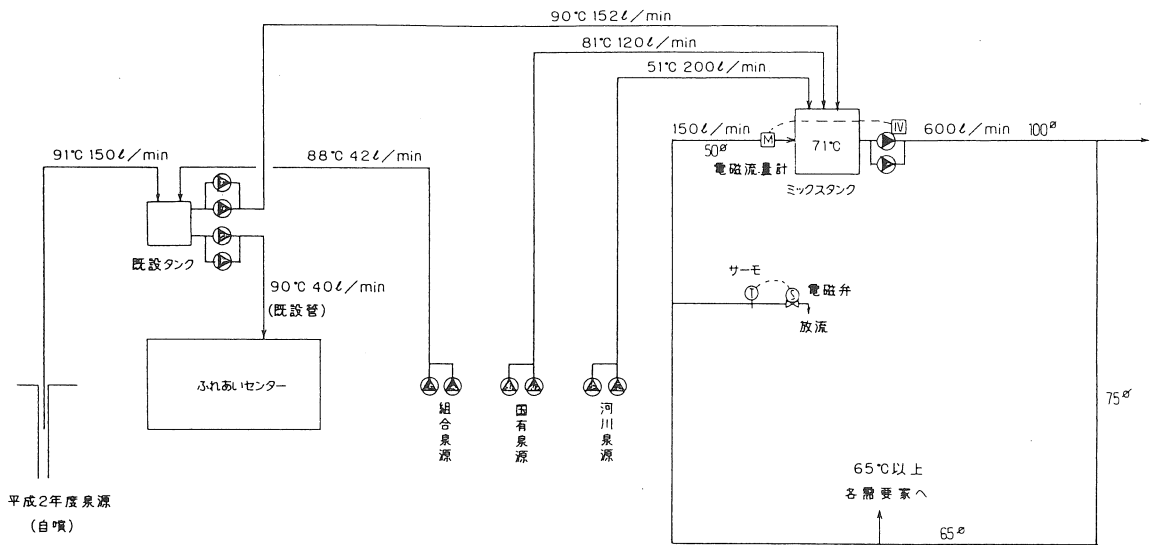 90℃ 152ℓ/min
81℃ 120ℓ/min
51℃ 200ℓ/min
150ℓ/min
50ø
M
電磁流量計
71℃
ミックスタンク
IV
600ℓ/min
100ø
91℃ 150ℓ/min
88℃ 42ℓ/min
既設タンク
90℃ 40ℓ/min
(既設管)
サーモ
T
S
電磁弁
放流
ふれあいセンター
組合泉源
国有泉源
河川泉源
75ø
65℃以上
各需要家へ
65ø
平成2年度泉源
(自噴)